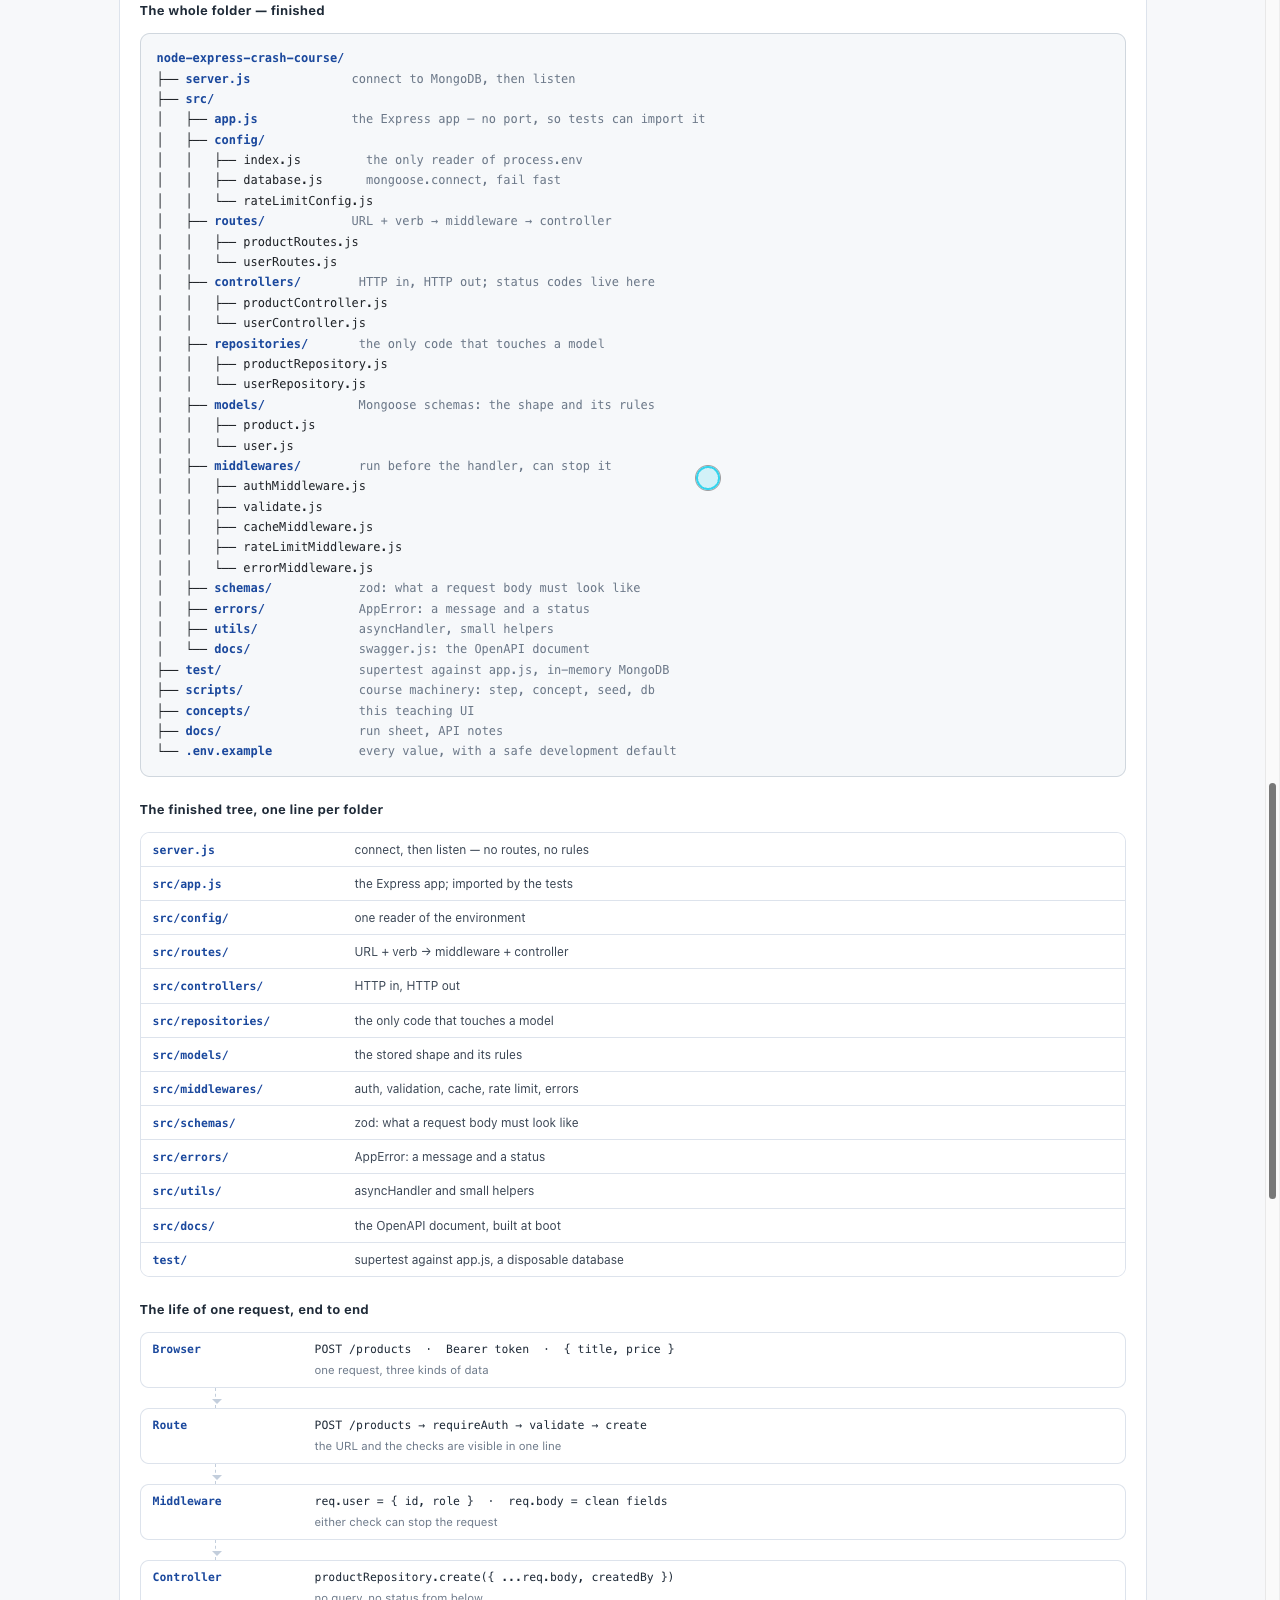 The whole folder — finished
node-express-crash-course/
├── server.js              connect to MongoDB, then listen
├── src/
│   ├── app.js             the Express app — no port, so tests can import it
│   ├── config/
│   │   ├── index.js         the only reader of process.env
│   │   ├── database.js      mongoose.connect, fail fast
│   │   └── rateLimitConfig.js
│   ├── routes/            URL + verb → middleware → controller
│   │   ├── productRoutes.js
│   │   └── userRoutes.js
│   ├── controllers/        HTTP in, HTTP out; status codes live here
│   │   ├── productController.js
│   │   └── userController.js
│   ├── repositories/       the only code that touches a model
│   │   ├── productRepository.js
│   │   └── userRepository.js
│   ├── models/             Mongoose schemas: the shape and its rules
│   │   ├── product.js
│   │   └── user.js
│   ├── middlewares/        run before the handler, can stop it
│   │   ├── authMiddleware.js
│   │   ├── validate.js
│   │   ├── cacheMiddleware.js
│   │   ├── rateLimitMiddleware.js
│   │   └── errorMiddleware.js
│   ├── schemas/            zod: what a request body must look like
│   ├── errors/             AppError: a message and a status
│   ├── utils/              asyncHandler, small helpers
│   └── docs/               swagger.js: the OpenAPI document
├── test/                   supertest against app.js, in-memory MongoDB
├── scripts/                course machinery: step, concept, seed, db
├── concepts/               this teaching UI
├── docs/                   run sheet, API notes
└── .env.example            every value, with a safe development default
The finished tree, one line per folder
server.js connect, then listen — no routes, no rules
src/app.js the Express app; imported by the tests
src/config/ one reader of the environment
src/routes/ URL + verb → middleware + controller
src/controllers/ HTTP in, HTTP out
src/repositories/ the only code that touches a model
src/models/ the stored shape and its rules
src/middlewares/ auth, validation, cache, rate limit, errors
src/schemas/ zod: what a request body must look like
src/errors/ AppError: a message and a status
src/utils/ asyncHandler and small helpers
src/docs/ the OpenAPI document, built at boot
test/ supertest against app.js, a disposable database
The life of one request, end to end
Browser POST /products · Bearer token · { title, price }
one request, three kinds of data
Route POST /products → requireAuth → validate → create
the URL and the checks are visible in one line
Middleware req.user = { id, role } · req.body = clean fields
either check can stop the request
Controller productRepository.create({ ...req.body, createdBy })
no query, no status from below